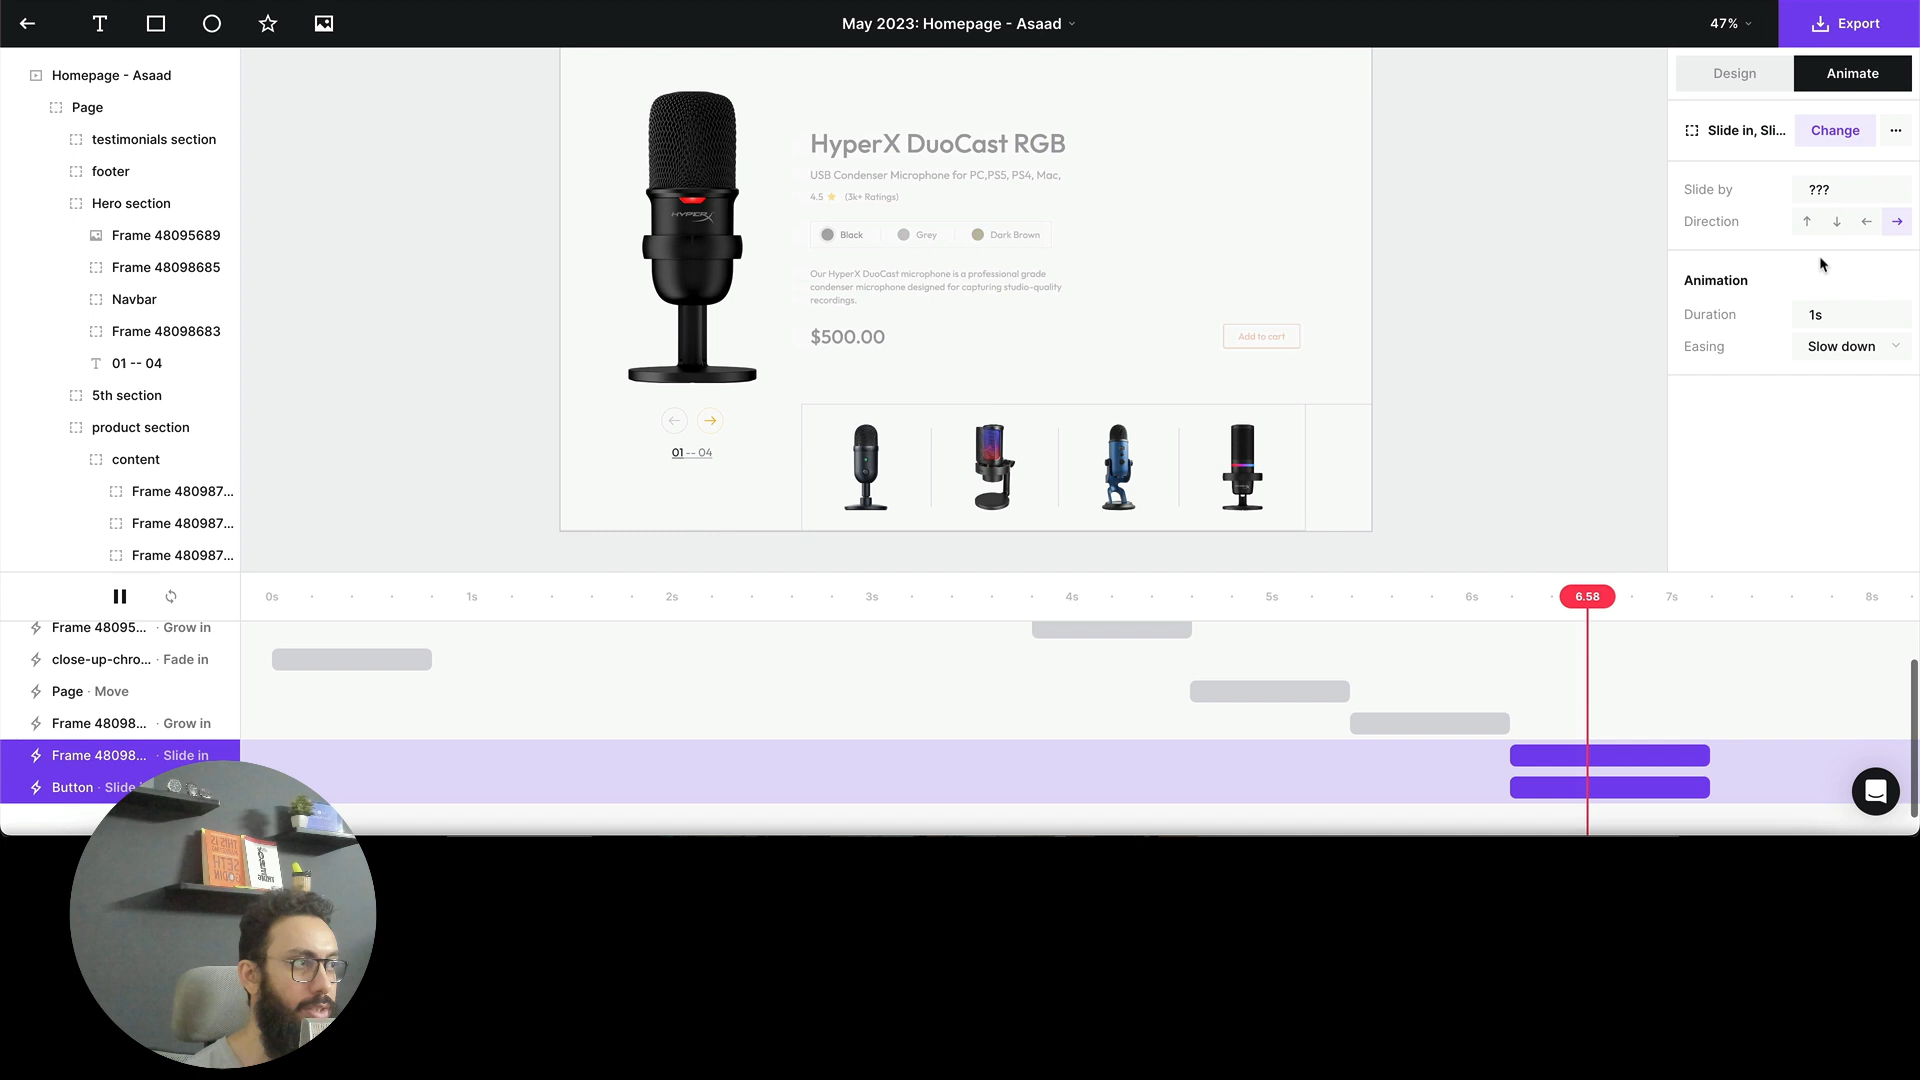 May 2023: Homepage - Asaad
47%
Export
Homepage - Asaad
Page
testimonials section
footer
Hero section
Frame 48095689
Frame 48098685
Navbar
Frame 48098683
01 -- 04
5th section
product section
content
Frame 480987...
Frame 480987...
Frame 480987...
HYPERX
HyperX DuoCast RGB
USB Condenser Microphone for PC,PS5, PS4, Mac,
4.5 (3k+ Ratings)
Black Grey Dark Brown
Our HyperX DuoCast microphone is a professional grade
condenser microphone designed for capturing studio-quality
recordings.
$500.00
Add to cart
01 -- 04
Design Animate
Slide in, Sli... Change
Slide by ???
Direction
Animation
Duration 1s
Easing Slow down
0s 1s 2s 3s 4s 5s 6s 6.58 7s 8s
Frame 48095... · Grow in
close-up-chro... · Fade in
Page · Move
Frame 48098... · Grow in
Frame 48098... · Slide in
Button · Slide
THIS IS
SETH
GODIN